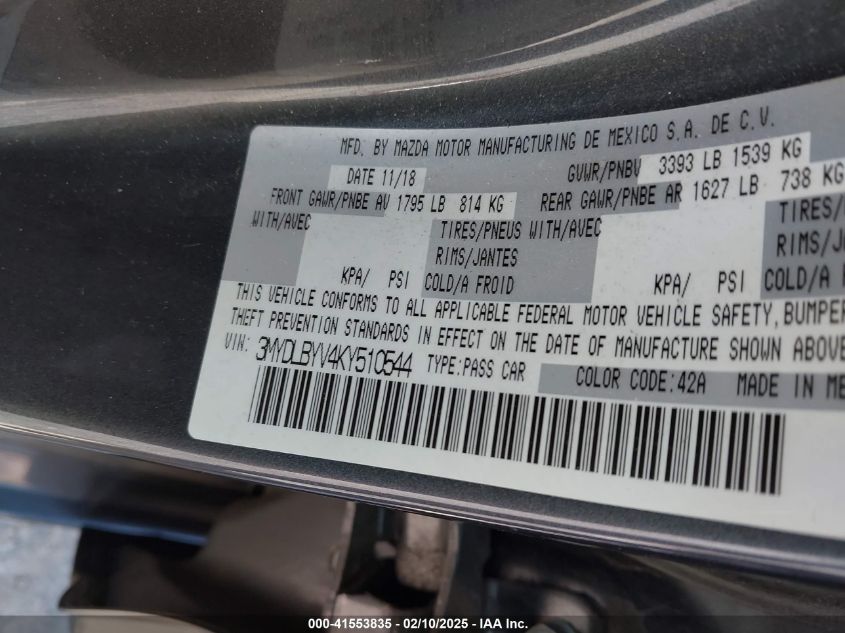 MFD. BY MAZDA MOTOR MANUFACTURING DE MEXICO S.A. DE C.V.
DATE 11/18 GVWR/PNBV 3393 LB 1539 KG
FRONT GAWR/PNBE AV 1795 LB 814 KG REAR GAWR/PNBE AR 1627 LB 738 KG
WITH/AVEC TIRES/PNEUS WITH/AVEC TIRES/
RIMS/JANTES RIMS/
KPA/ PSI COLD/A FROID KPA/ PSI COLD/A
THIS VEHICLE CONFORMS TO ALL APPLICABLE FEDERAL MOTOR VEHICLE SAFETY, BUMPER
THEFT PREVENTION STANDARDS IN EFFECT ON THE DATE OF MANUFACTURE SHOWN ABOVE
VIN: 3MYDLBYV4KY510544 TYPE:PASS CAR COLOR CODE:42A MADE IN ME
000-41553835 - 02/10/2025 - IAA Inc.